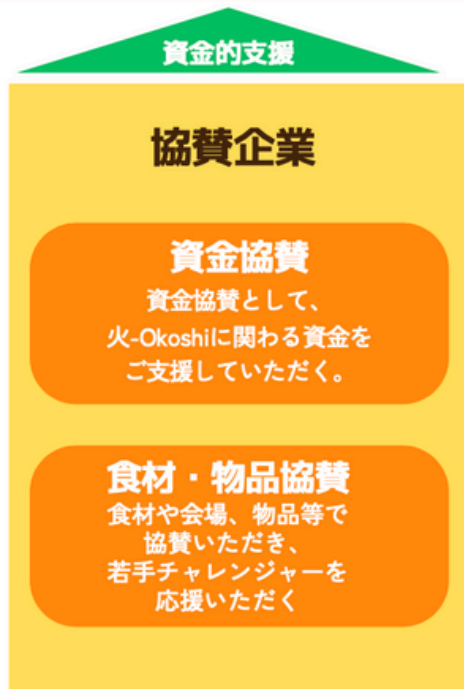 資金的支援
協賛企業
資金協賛
資金協賛として、
火-Okoshiに関わる資金を
ご支援していただく。
食材・物品協賛
食材や会場、物品等で
協賛いただき、
若手チャレンジャーを
応援いただく